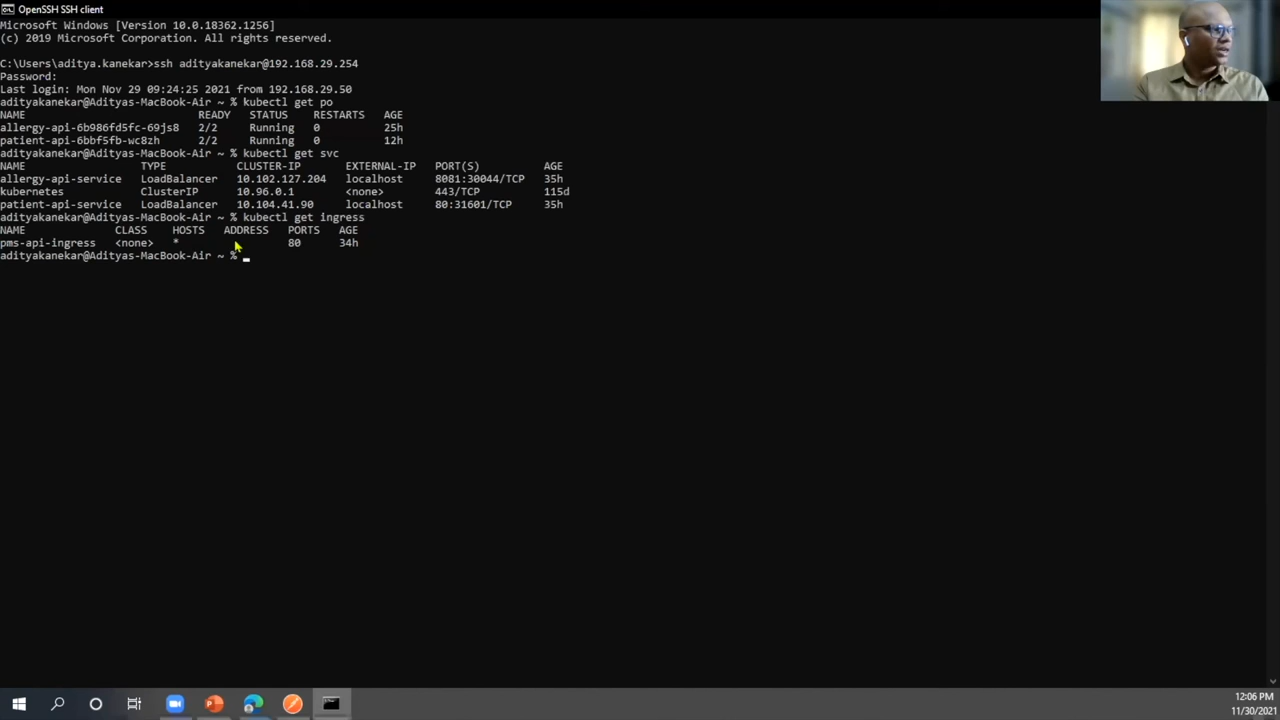 OpenSSH SSH client
Microsoft Windows [Version 10.0.18362.1256]
(c) 2019 Microsoft Corporation. All rights reserved.
C:\Users\aditya.kanekar>ssh adityakanekar@192.168.29.254
Password:
Last login: Mon Nov 29 09:24:25 2021 from 192.168.29.50
adityakanekar@Adityas-MacBook-Air ~ % kubectl get po
NAME READY STATUS RESTARTS AGE
allergy-api-6b986fd5fc-69js8 2/2 Running 0 25h
patient-api-6bbf5fb-wc8zh 2/2 Running 0 12h
adityakanekar@Adityas-MacBook-Air ~ % kubectl get svc
NAME TYPE CLUSTER-IP EXTERNAL-IP PORT(S) AGE
allergy-api-service LoadBalancer 10.102.127.204 localhost 8081:30044/TCP 35h
kubernetes ClusterIP 10.96.0.1 <none> 443/TCP 115d
patient-api-service LoadBalancer 10.104.41.90 localhost 80:31601/TCP 35h
adityakanekar@Adityas-MacBook-Air ~ % kubectl get ingress
NAME CLASS HOSTS ADDRESS PORTS AGE
pms-api-ingress <none> * 80 34h
adityakanekar@Adityas-MacBook-Air ~ %
12:06 PM
11/30/2021